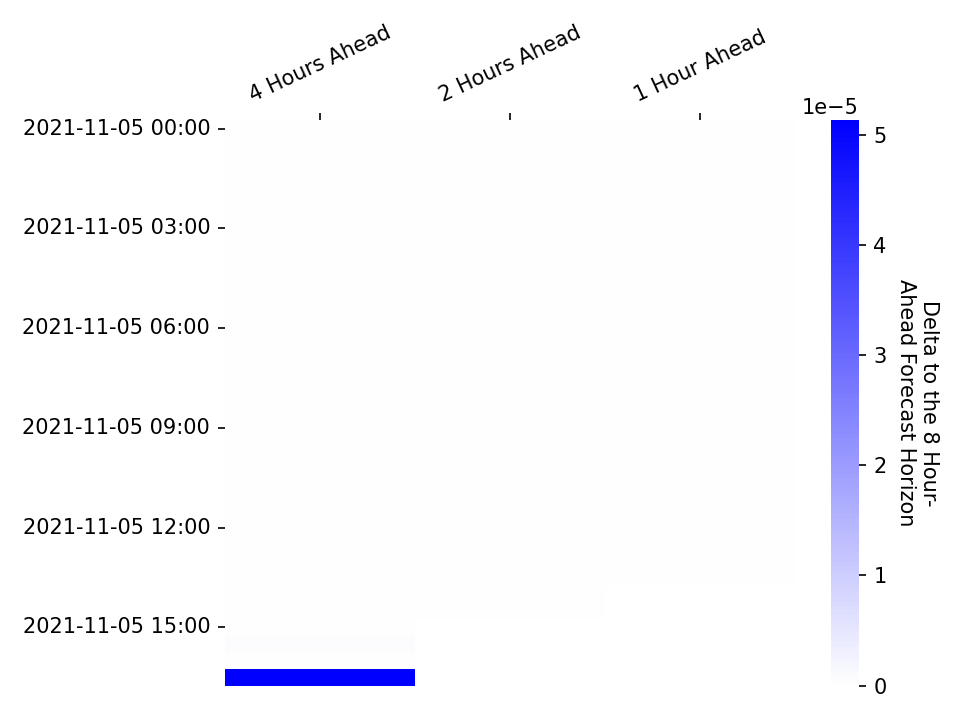 4 Hours Ahead
2 Hours Ahead
1 Hour Ahead
1e−5
2021-11-05 00:00
2021-11-05 03:00
2021-11-05 06:00
2021-11-05 09:00
2021-11-05 12:00
2021-11-05 15:00
5
4
3
2
1
0
Delta to the 8 Hour-
Ahead Forecast Horizon